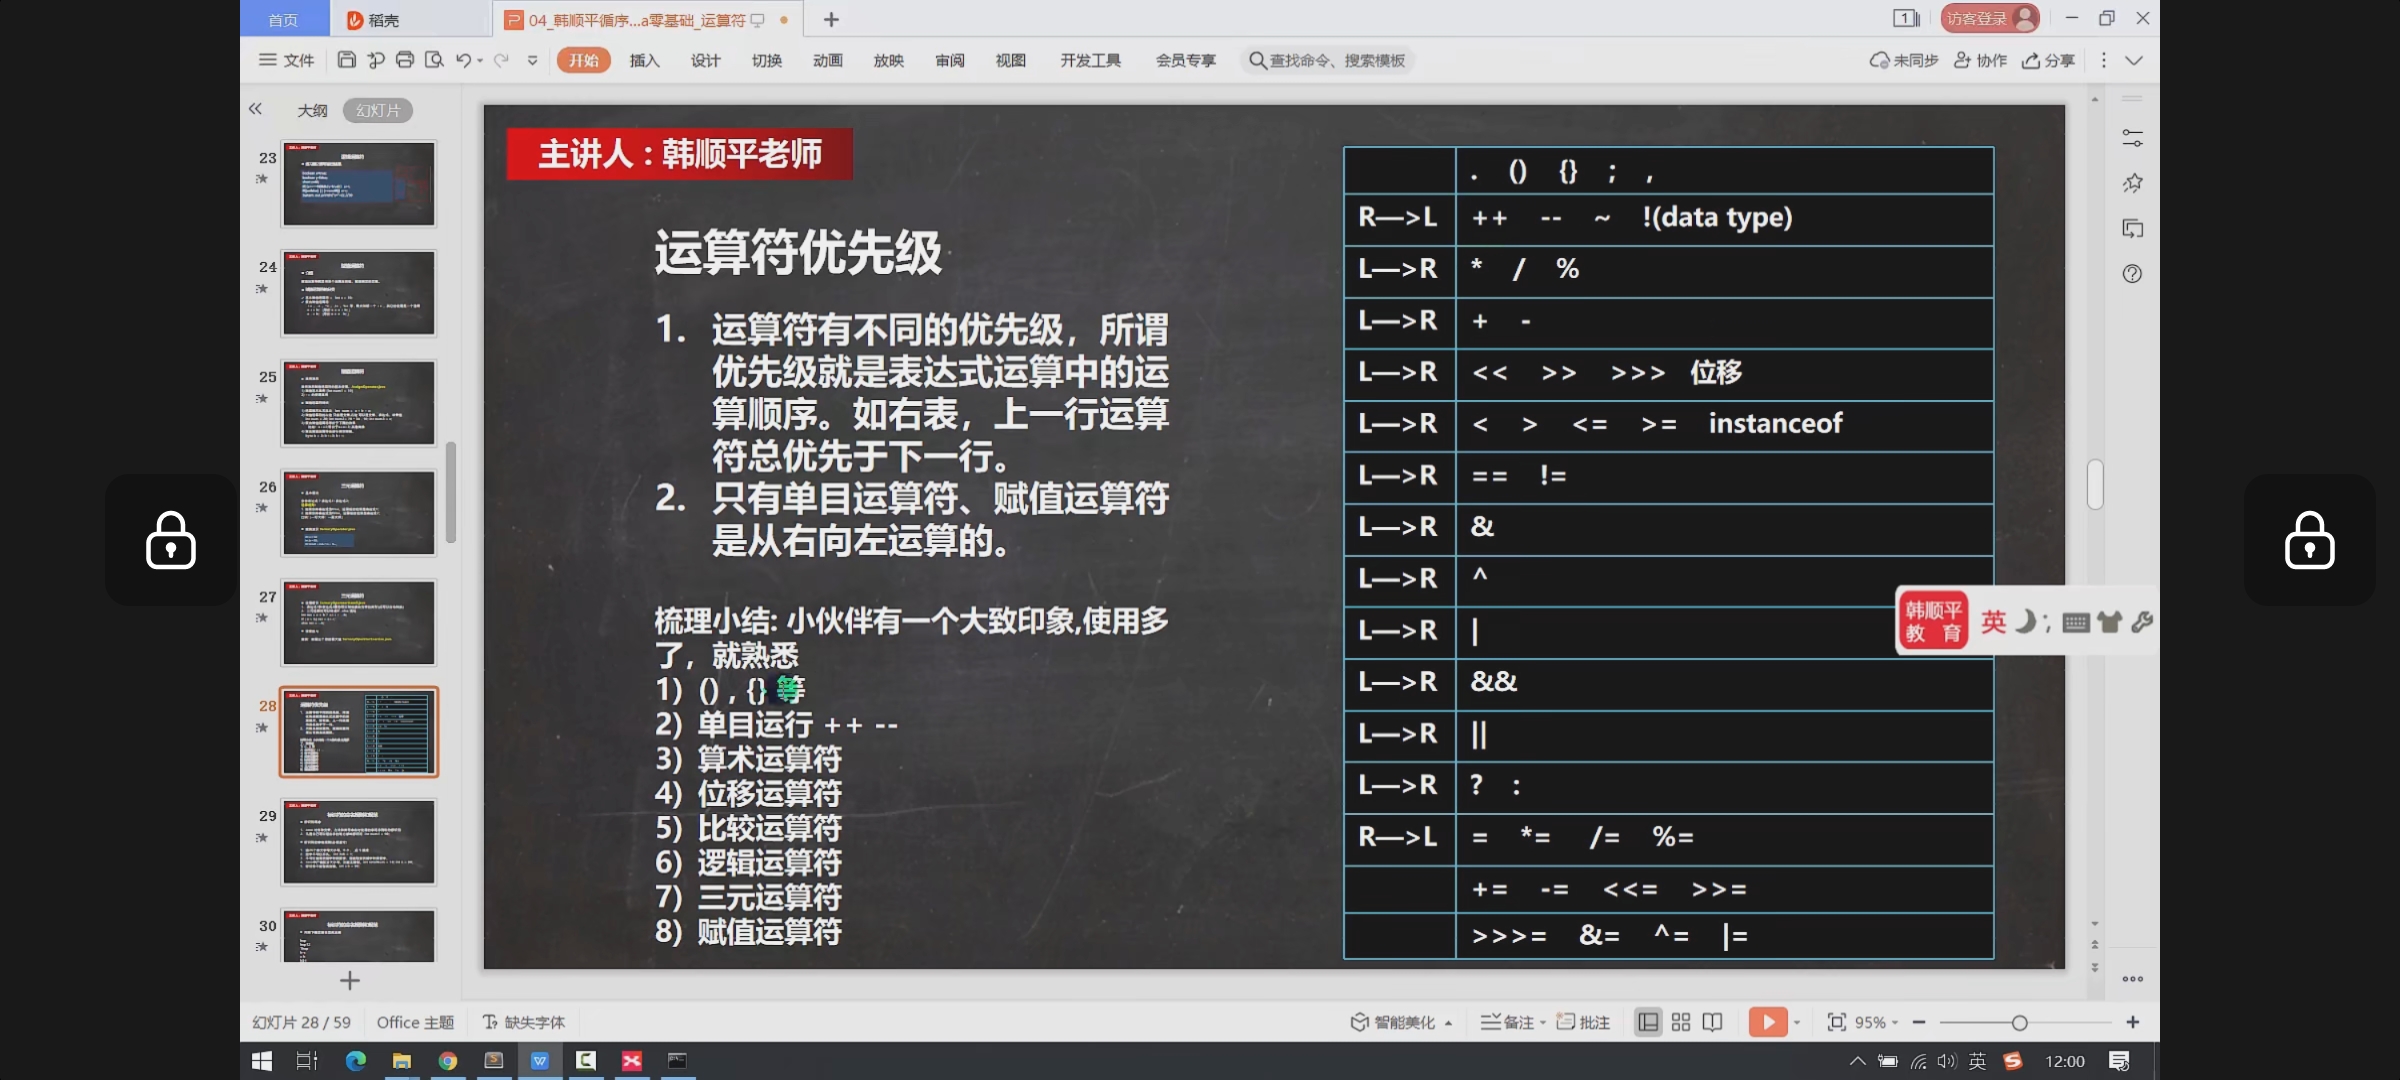 首页
稻壳
04_韩顺平循序...a零基础_运算符
访客登录
文件
开始
插入
设计
切换
动画
放映
审阅
视图
开发工具
会员专享
查找命令、搜索模板
未同步
协作
分享
大纲
幻灯片
23
24
25
26
27
28
29
30
主讲人：韩顺平老师
运算符优先级
1. 运算符有不同的优先级，所谓
优先级就是表达式运算中的运
算顺序。如右表，上一行运算
符总优先于下一行。
2. 只有单目运算符、赋值运算符
是从右向左运算的。
梳理小结: 小伙伴有一个大致印象,使用多
了，就熟悉
1) () , {} 等
2) 单目运行 ++ --
3) 算术运算符
4) 位移运算符
5) 比较运算符
6) 逻辑运算符
7) 三元运算符
8) 赋值运算符
. () {} ; ,
R—>L ++ -- ~ !(data type)
L—>R * / %
L—>R + -
L—>R << >> >>> 位移
L—>R < > <= >= instanceof
L—>R == !=
L—>R &
L—>R ^
L—>R |
L—>R &&
L—>R ||
L—>R ? :
R—>L = *= /= %=
+= -= <<= >>=
>>>= &= ^= |=
韩顺平
教 育
英
幻灯片 28 / 59
Office 主题
缺失字体
智能美化
备注
批注
95%
英
12:00